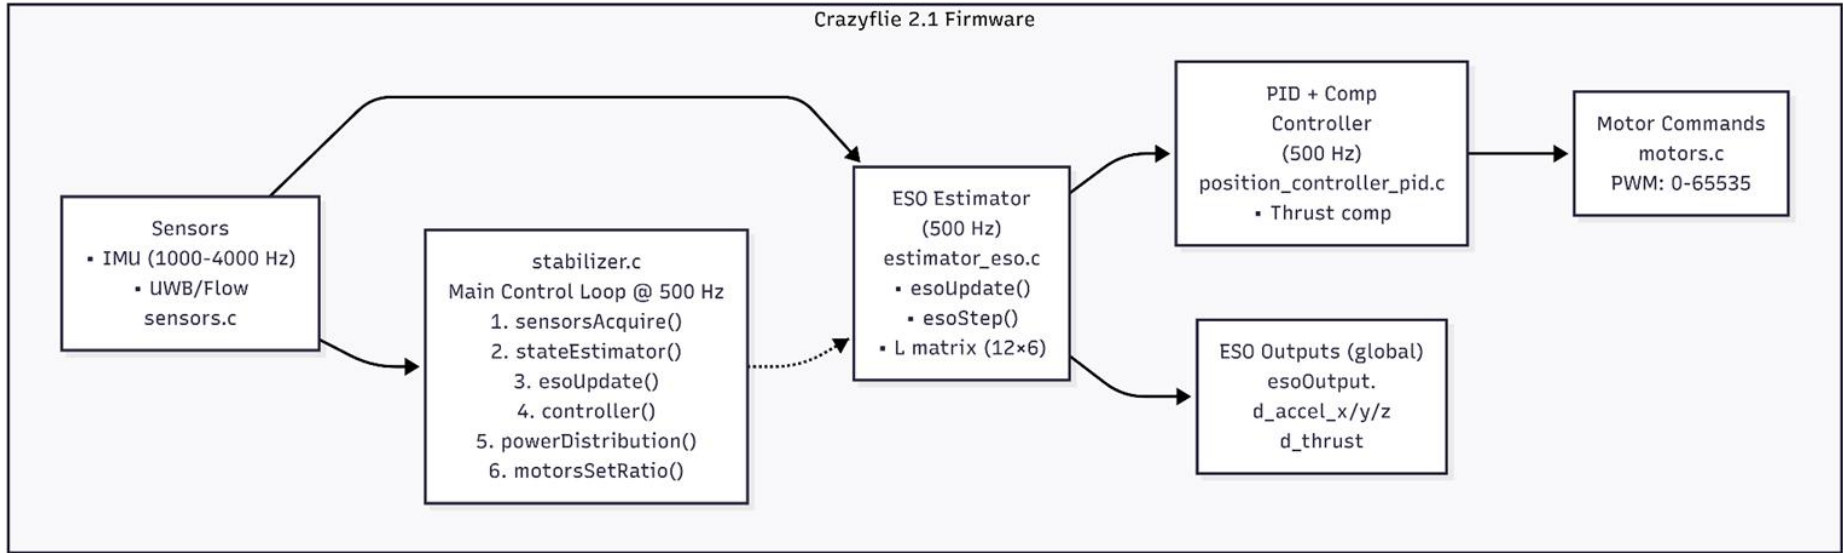 Crazyflie 2.1 Firmware
Sensors
▪ IMU (1000-4000 Hz)
▪ UWB/Flow
sensors.c
stabilizer.c
Main Control Loop @ 500 Hz
1. sensorsAcquire()
2. stateEstimator()
3. esoUpdate()
4. controller()
5. powerDistribution()
6. motorsSetRatio()
ESO Estimator
(500 Hz)
estimator_eso.c
▪ esoUpdate()
▪ esoStep()
▪ L matrix (12×6)
PID + Comp
Controller
(500 Hz)
position_controller_pid.c
▪ Thrust comp
Motor Commands
motors.c
PWM: 0-65535
ESO Outputs (global)
esoOutput.
d_accel_x/y/z
d_thrust